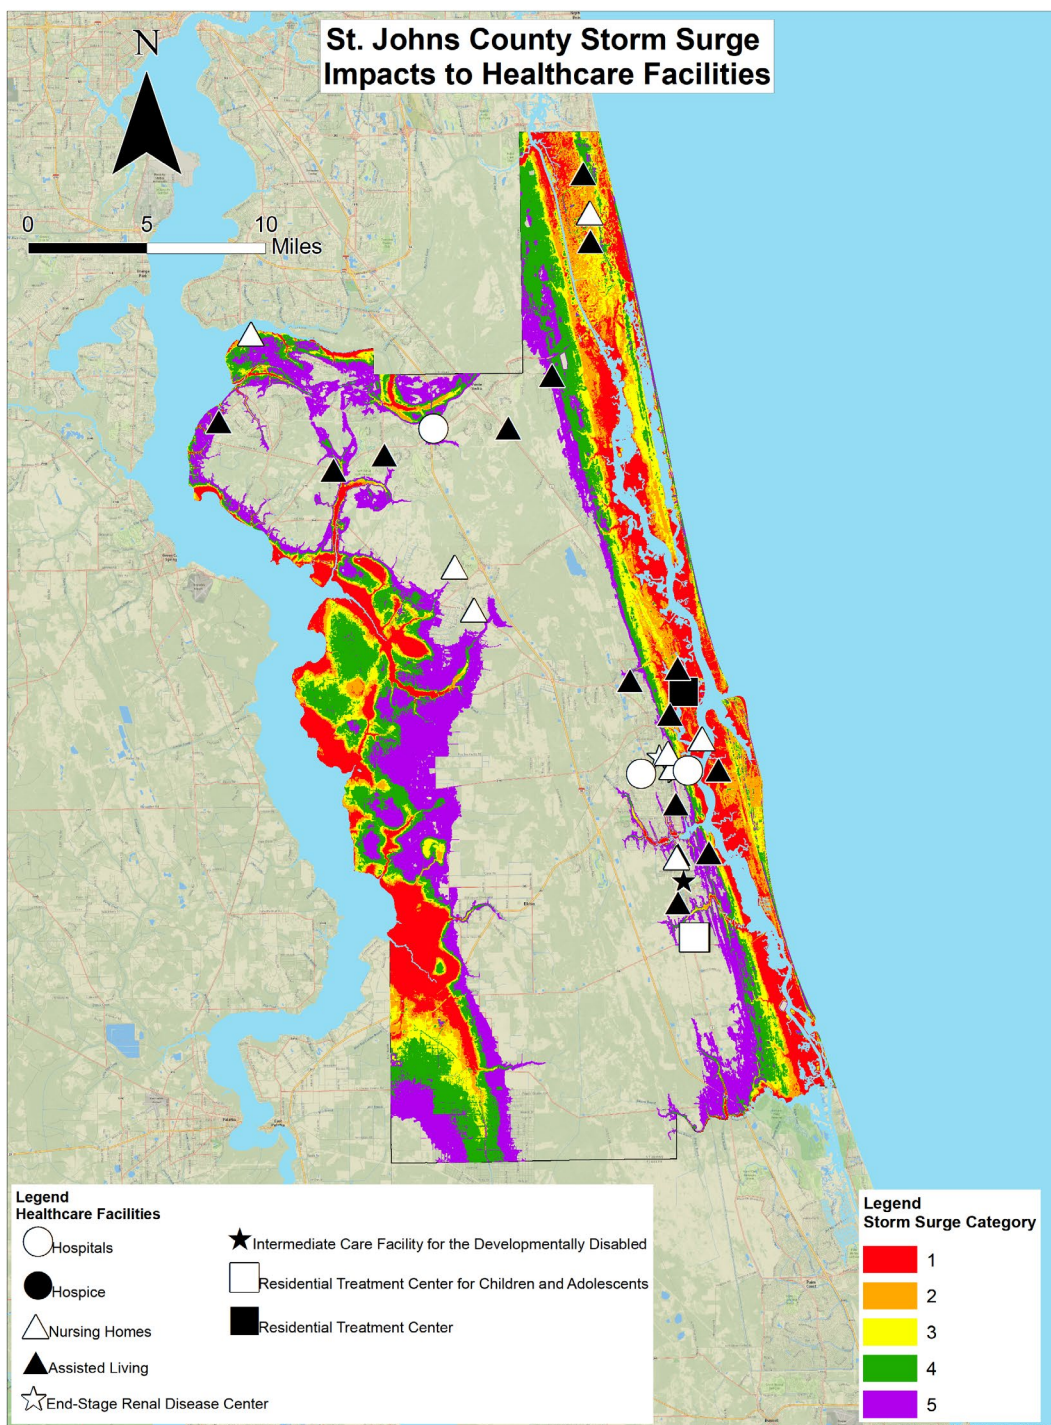 St. Johns County Storm Surge
Impacts to Healthcare Facilities
N
0 5 10
Miles
Elkton
Legend
Healthcare Facilities
Hospitals
Hospice
Nursing Homes
Assisted Living
End-Stage Renal Disease Center
Intermediate Care Facility for the Developmentally Disabled
Residential Treatment Center for Children and Adolescents
Residential Treatment Center
Legend
Storm Surge Category
1
2
3
4
5